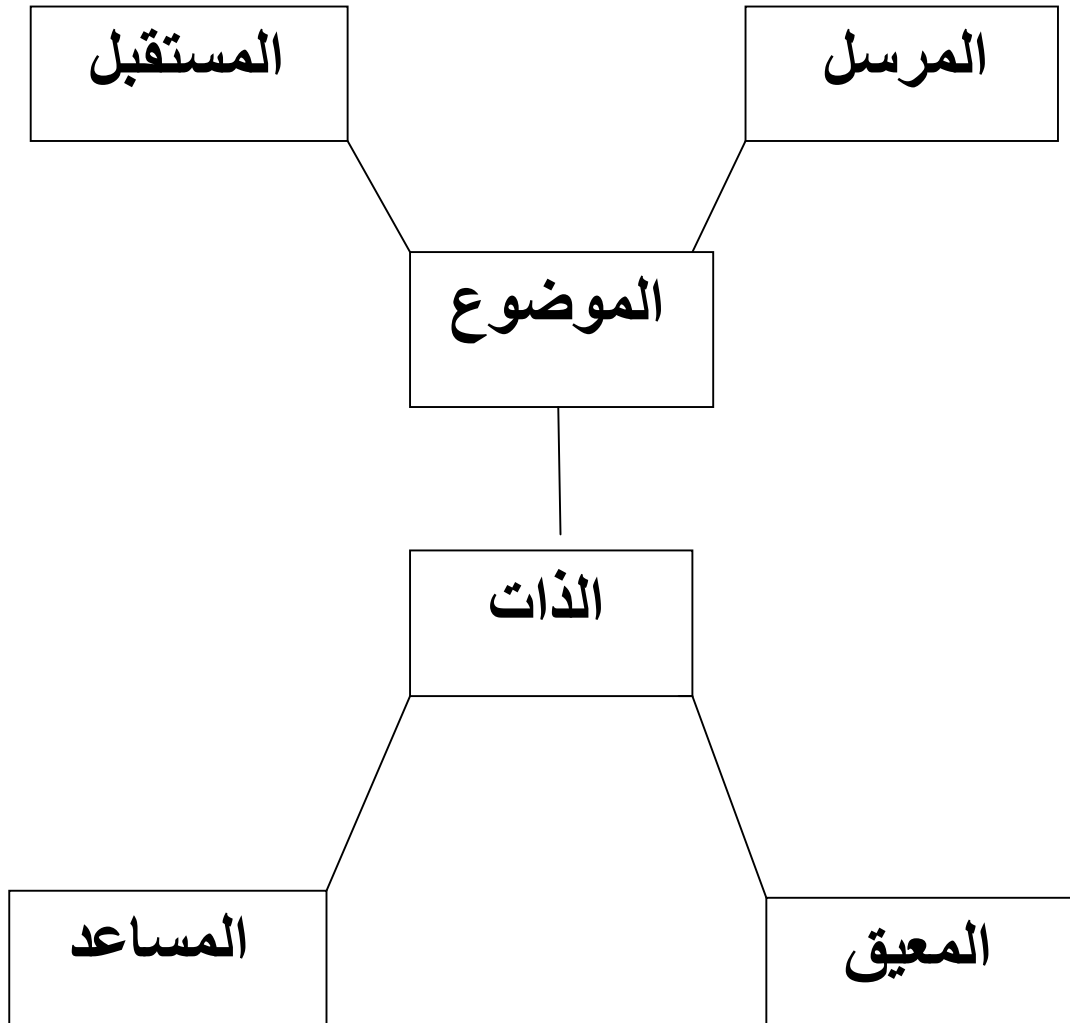 المرسل
المستقبل
الموضوع
الذات
المعيق
المساعد